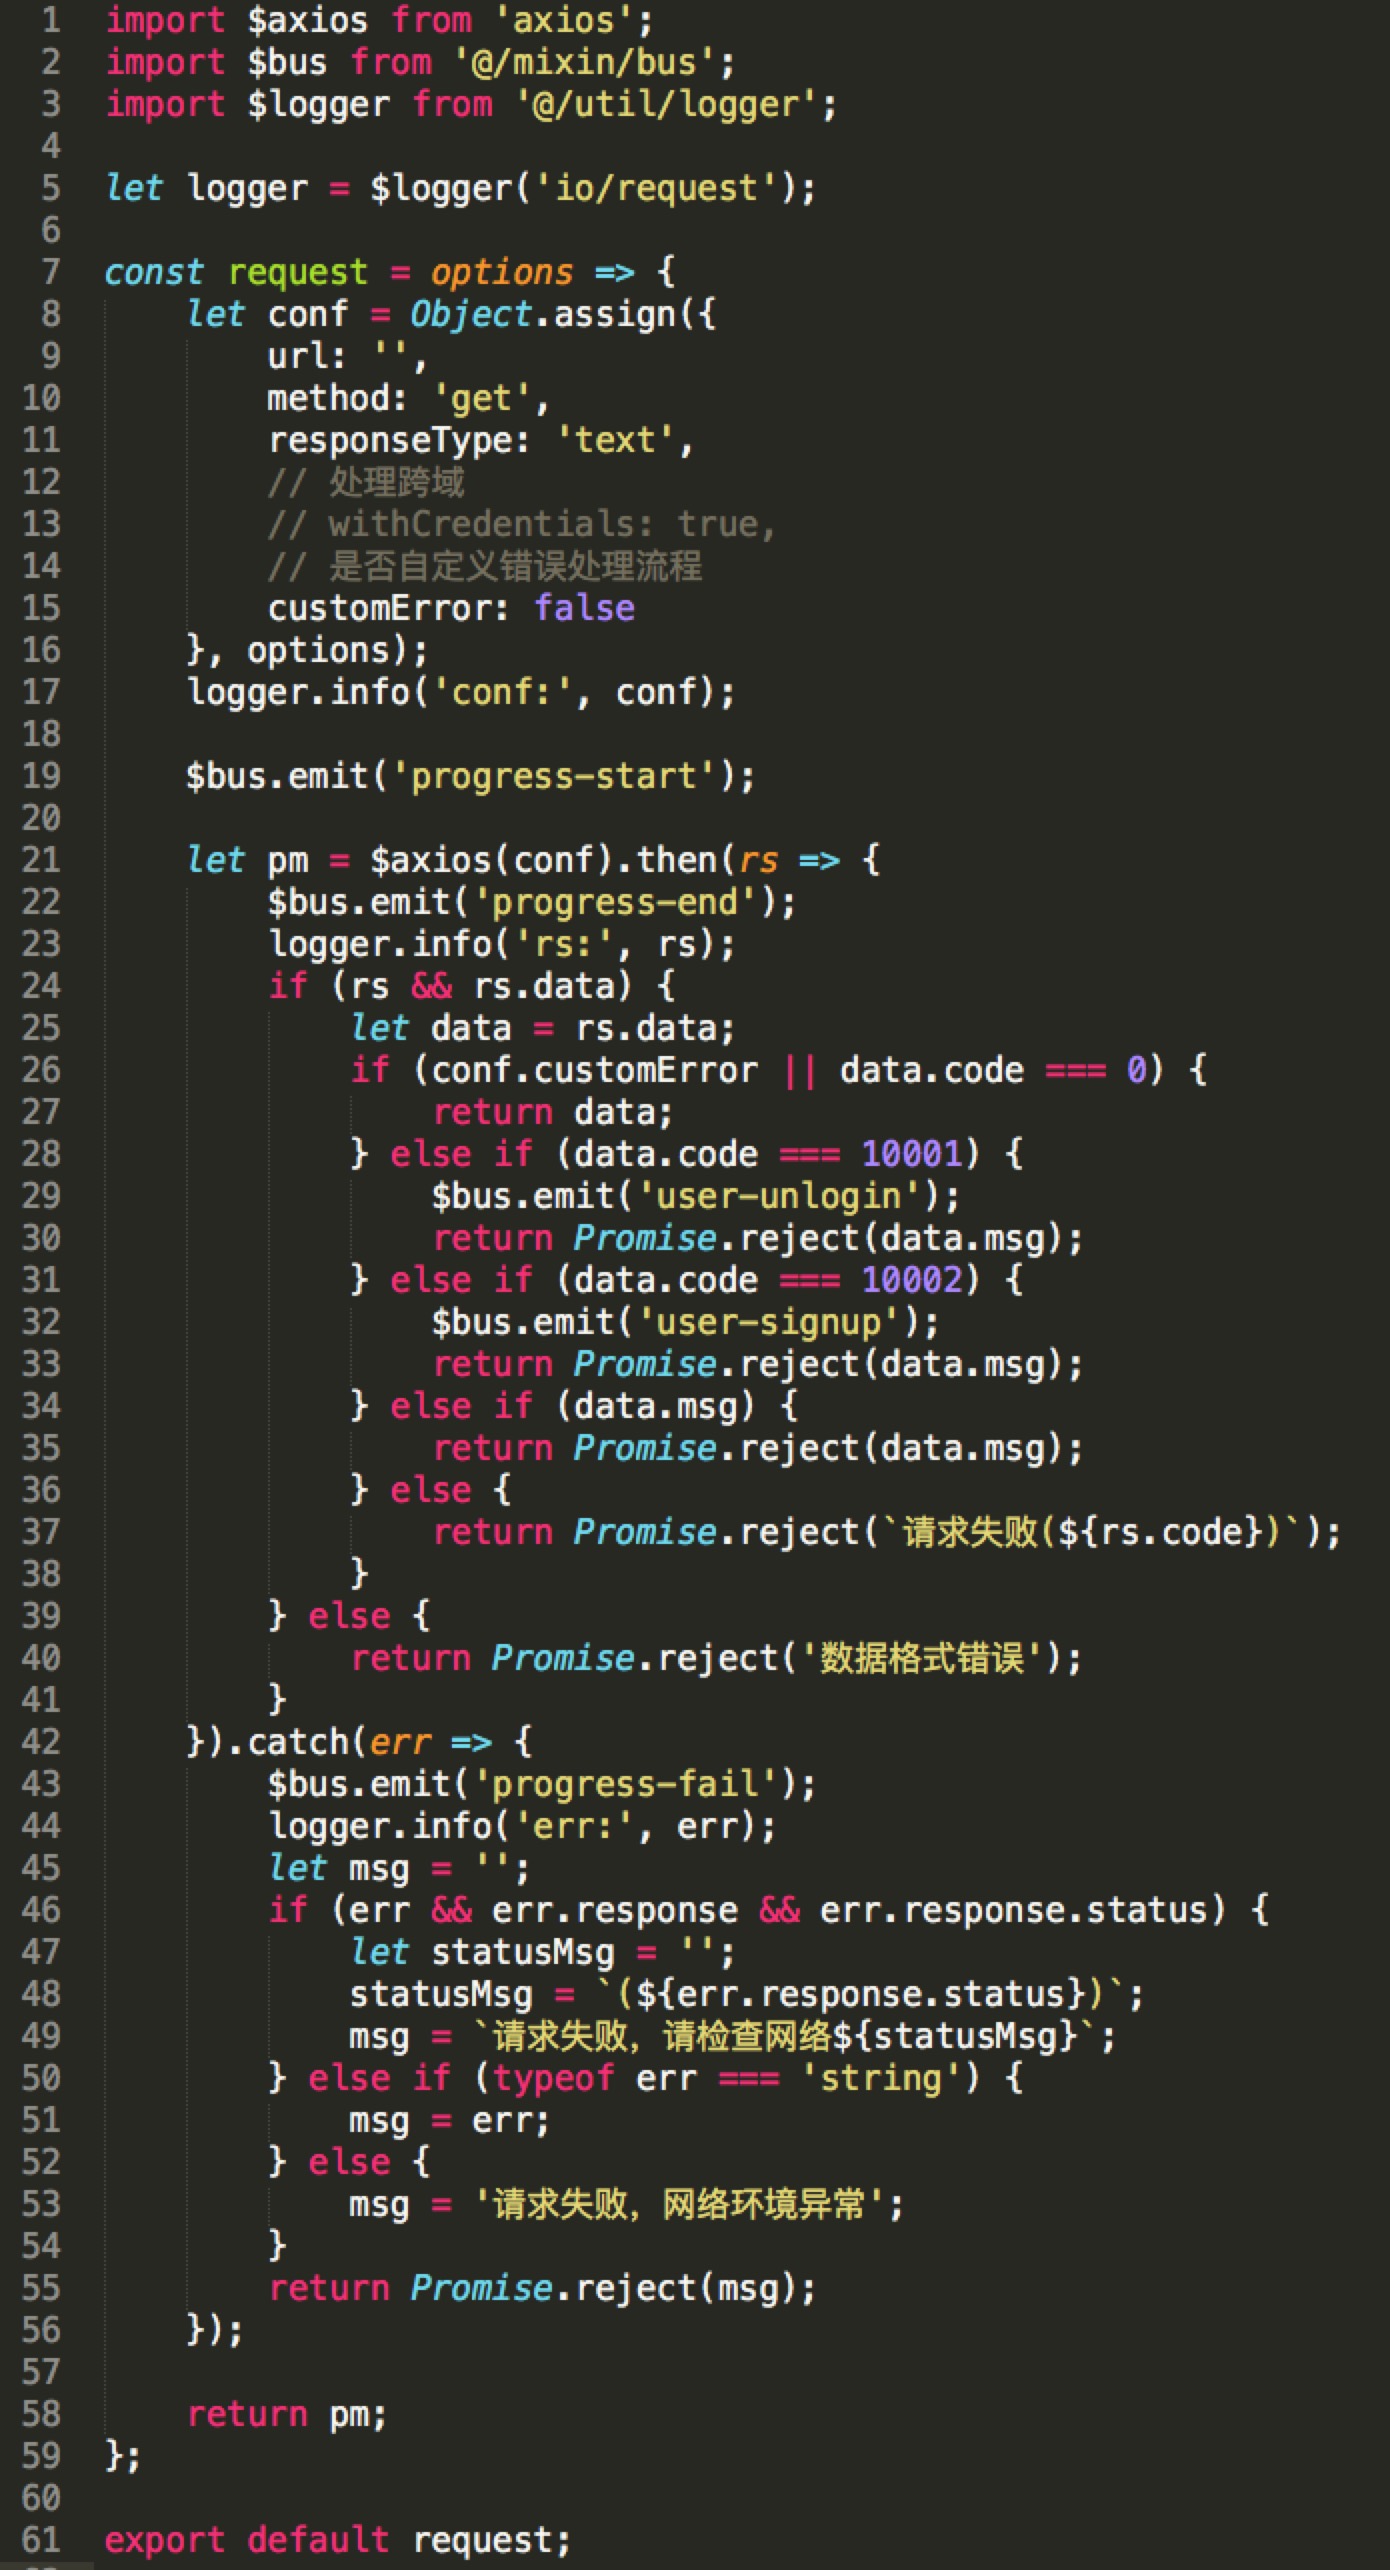 1 import $axios from 'axios';
2 import $bus from '@/mixin/bus';
3 import $logger from '@/util/logger';
4
5 let logger = $logger('io/request');
6
7 const request = options => {
8     let conf = Object.assign({
9         url: '',
10         method: 'get',
11         responseType: 'text',
12         // 处理跨域
13         // withCredentials: true,
14         // 是否自定义错误处理流程
15         customError: false
16     }, options);
17     logger.info('conf:', conf);
18
19     $bus.emit('progress-start');
20
21     let pm = $axios(conf).then(rs => {
22         $bus.emit('progress-end');
23         logger.info('rs:', rs);
24         if (rs && rs.data) {
25             let data = rs.data;
26             if (conf.customError || data.code === 0) {
27                 return data;
28             } else if (data.code === 10001) {
29                 $bus.emit('user-unlogin');
30                 return Promise.reject(data.msg);
31             } else if (data.code === 10002) {
32                 $bus.emit('user-signup');
33                 return Promise.reject(data.msg);
34             } else if (data.msg) {
35                 return Promise.reject(data.msg);
36             } else {
37                 return Promise.reject(`请求失败(${rs.code})`);
38             }
39         } else {
40             return Promise.reject('数据格式错误');
41         }
42     }).catch(err => {
43         $bus.emit('progress-fail');
44         logger.info('err:', err);
45         let msg = '';
46         if (err && err.response && err.response.status) {
47             let statusMsg = '';
48             statusMsg = `(${err.response.status})`;
49             msg = `请求失败，请检查网络${statusMsg}`;
50         } else if (typeof err === 'string') {
51             msg = err;
52         } else {
53             msg = '请求失败，网络环境异常';
54         }
55         return Promise.reject(msg);
56     });
57
58     return pm;
59 };
60
61 export default request;